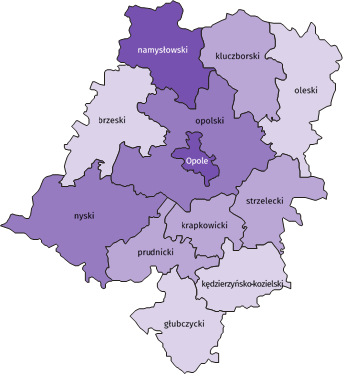 namysłowski
kluczborski
oleski
brzeski
opolski
Opole
strzelecki
nyski
krapkowicki
prudnicki
kędzierzyńsko-kozielski
głubczycki